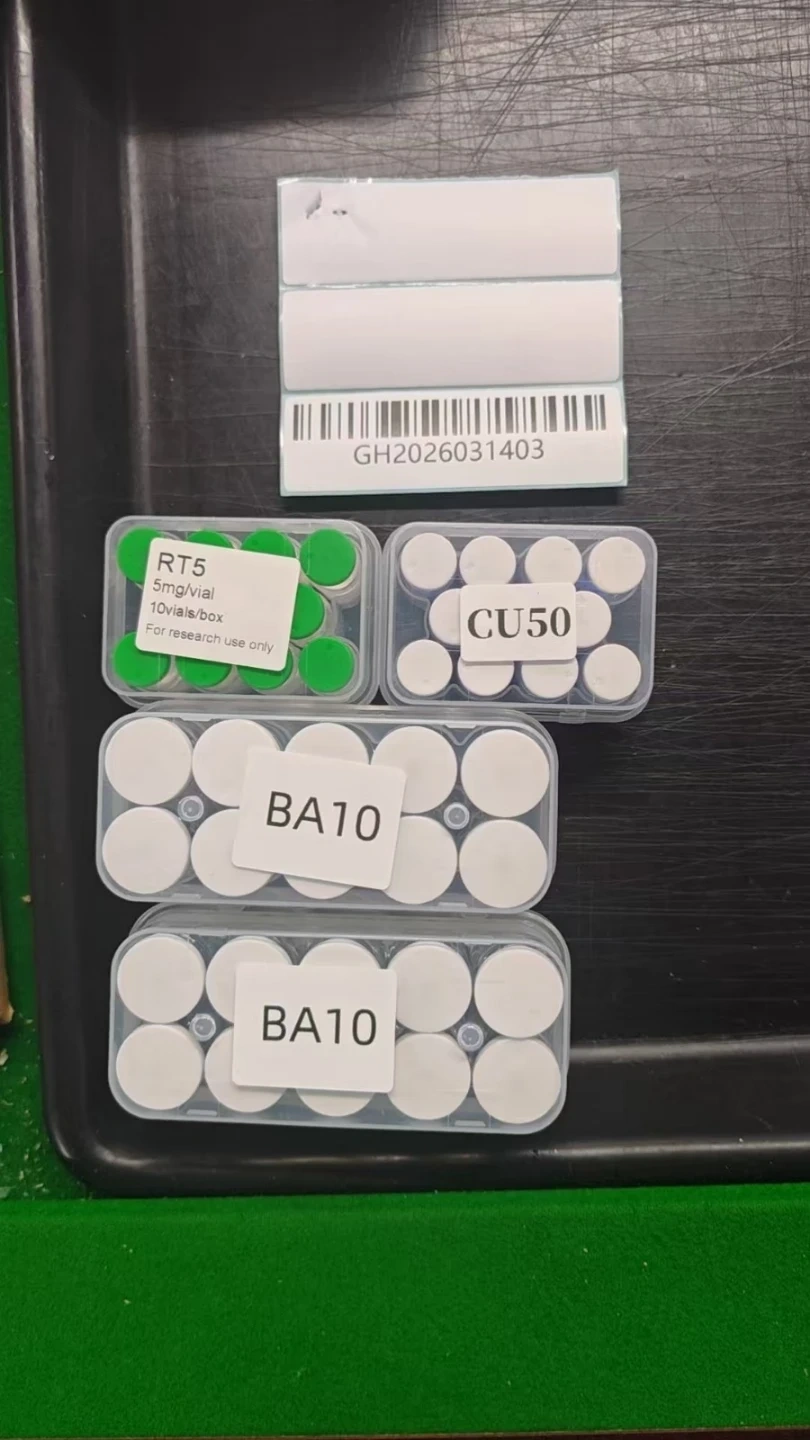 GH2026031403
RT5
5mg/vial
10vials/box
For research use only
CU50
BA10
BA10